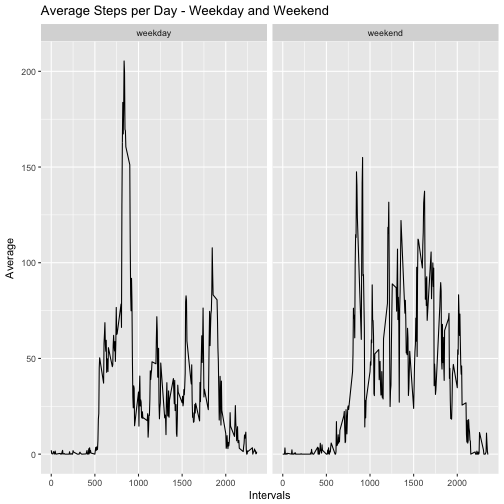 Average Steps per Day - Weekday and Weekend
weekday weekend
200
150
100
50
0
Average
0 500 1000 1500 2000 0 500 1000 1500 2000
Intervals